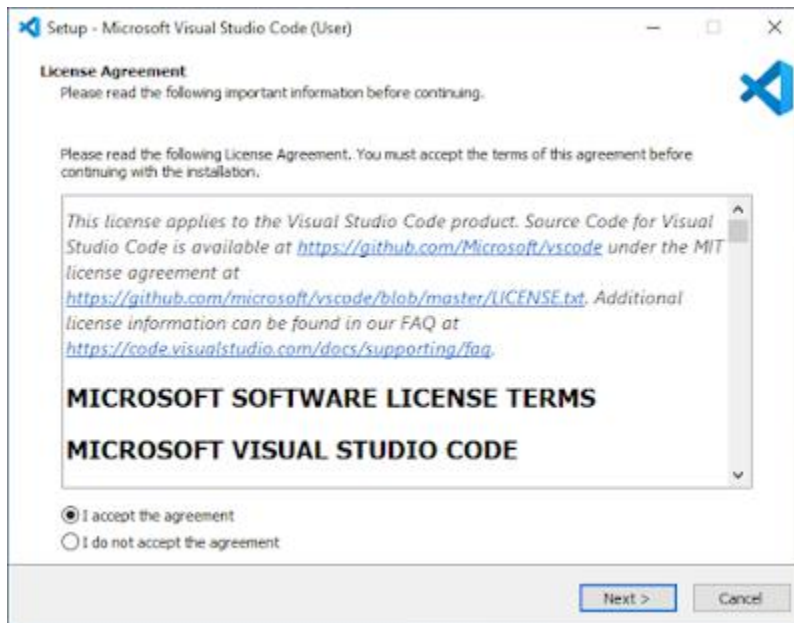 Setup - Microsoft Visual Studio Code (User)
License Agreement
Please read the following important information before continuing.
Please read the following License Agreement. You must accept the terms of this agreement before
continuing with the installation.
This license applies to the Visual Studio Code product. Source Code for Visual
Studio Code is available at https://github.com/Microsoft/vscode under the MIT
license agreement at
https://github.com/microsoft/vscode/blob/master/LICENSE.txt. Additional
license information can be found in our FAQ at
https://code.visualstudio.com/docs/supporting/faq.
MICROSOFT SOFTWARE LICENSE TERMS
MICROSOFT VISUAL STUDIO CODE
I accept the agreement
I do not accept the agreement
Next >
Cancel